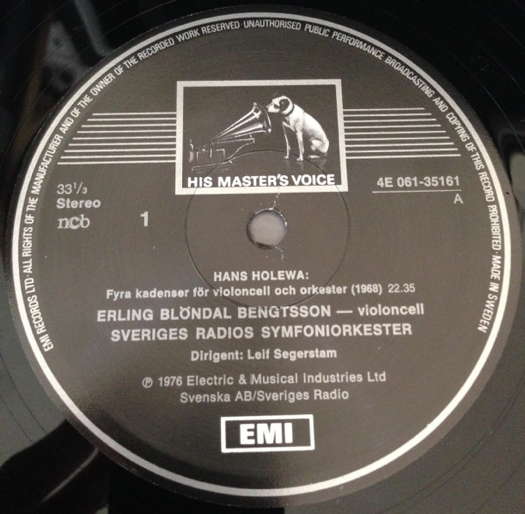 EMI RECORDS LTD · ALL RIGHTS OF THE MANUFACTURER AND OF THE OWNER OF THE RECORDED WORK RESERVED · UNAUTHORISED PUBLIC PERFORMANCE BROADCASTING AND COPYING OF THIS RECORD PROHIBITED · MADE IN SWEDEN
HIS MASTER'S VOICE
33⅓
Stereo
ncb
1
4E 061-35161
A
HANS HOLEWA:
Fyra kadenser för violoncell och orkester (1968) 22.35
ERLING BLÖNDAL BENGTSSON — violoncell
SVERIGES RADIOS SYMFONIORKESTER
Dirigent: Leif Segerstam
℗ 1976 Electric & Musical Industries Ltd
Svenska AB/Sveriges Radio
EMI